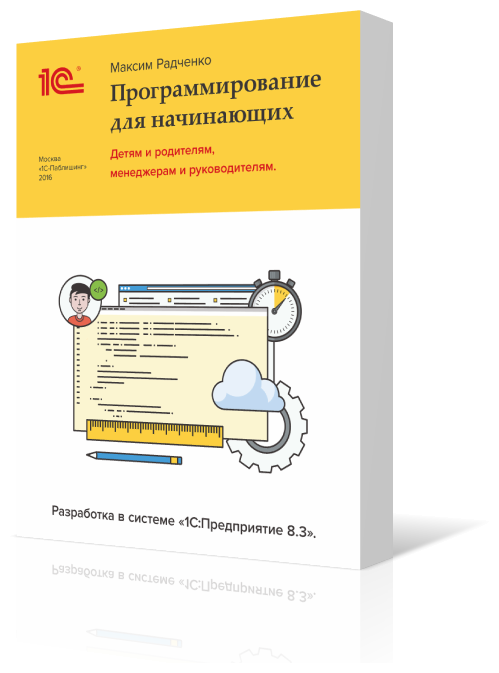 1С®
Максим Радченко
Программирование
для начинающих
Детям и родителям,
менеджерам и руководителям.
Москва
«1С-Паблишинг»
2016
</>
Разработка в системе «1С:Предприятие 8.3».